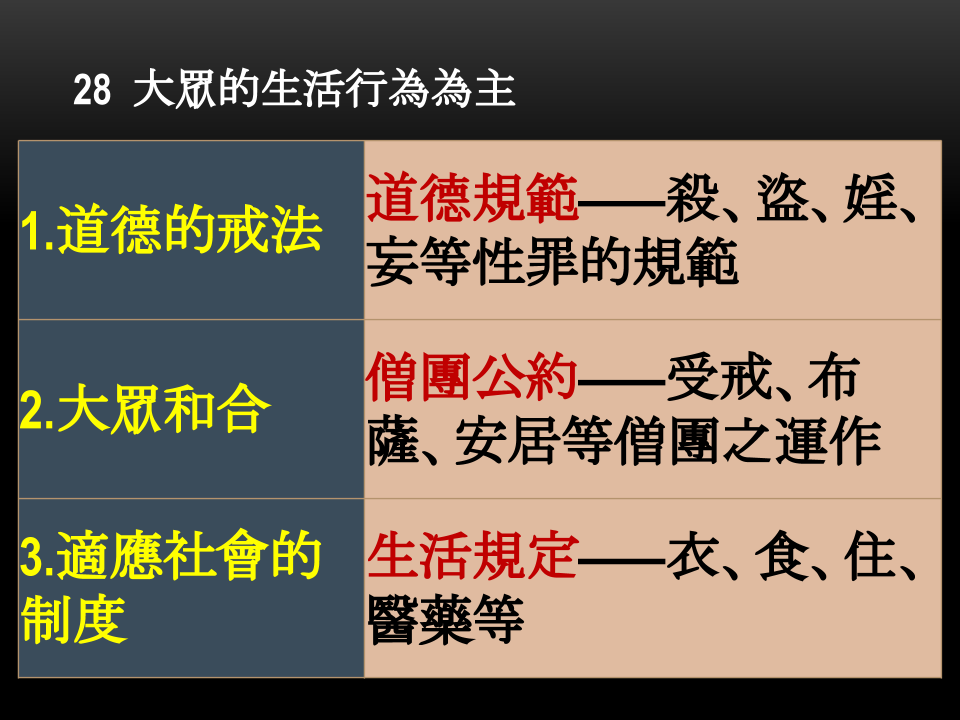 28 大眾的生活行為為主
1.道德的戒法
道德規範——殺、盜、婬、
妄等性罪的規範
2.大眾和合
僧團公約——受戒、布
薩、安居等僧團之運作
3.適應社會的
制度
生活規定——衣、食、住、
醫藥等